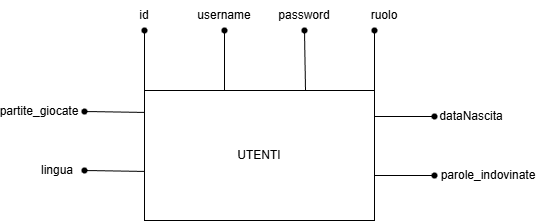 id
username
password
ruolo
partite_giocate
dataNascita
UTENTI
lingua
parole_indovinate